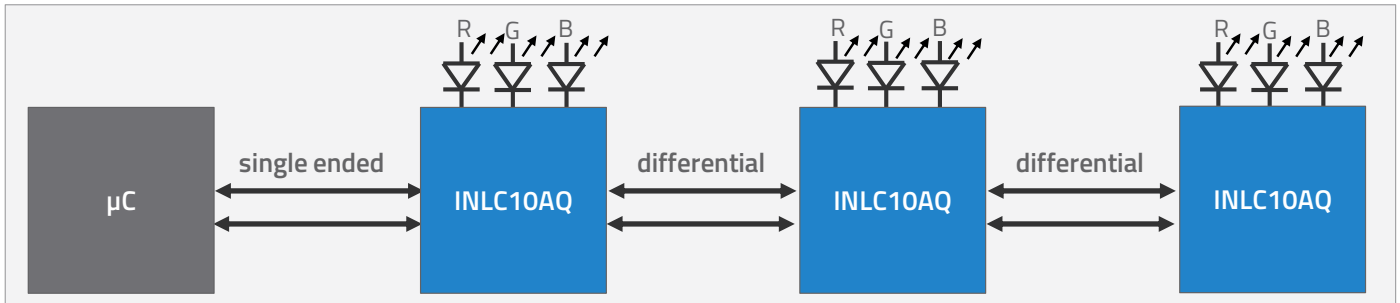 R G B
R G B
R G B
single ended
differential
differential
µC
INLC10AQ
INLC10AQ
INLC10AQ